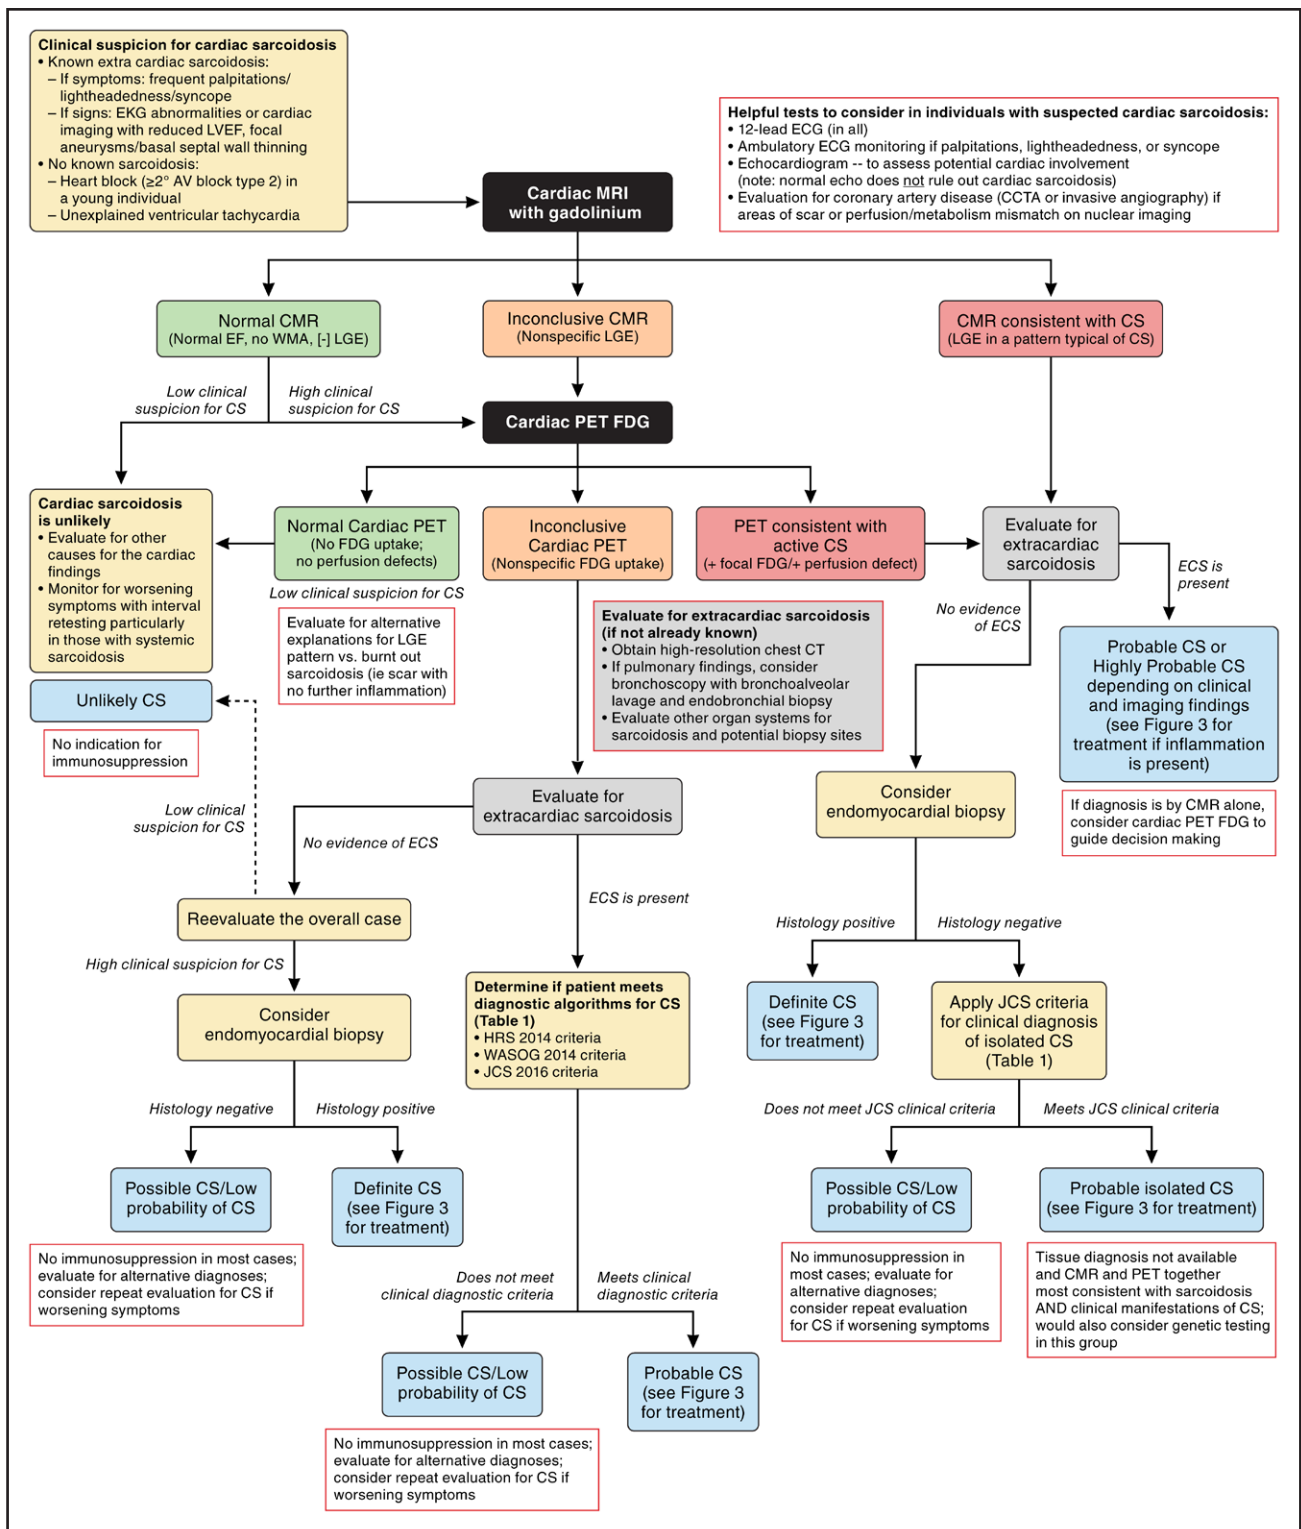 Clinical suspicion for cardiac sarcoidosis
• Known extra cardiac sarcoidosis:
– If symptoms: frequent palpitations/
lightheadedness/syncope
– If signs: EKG abnormalities or cardiac
imaging with reduced LVEF, focal
aneurysms/basal septal wall thinning
• No known sarcoidosis:
– Heart block (≥2° AV block type 2) in
a young individual
– Unexplained ventricular tachycardia
Helpful tests to consider in individuals with suspected cardiac sarcoidosis:
• 12-lead ECG (in all)
• Ambulatory ECG monitoring if palpitations, lightheadedness, or syncope
• Echocardiogram -- to assess potential cardiac involvement
(note: normal echo does not rule out cardiac sarcoidosis)
• Evaluation for coronary artery disease (CCTA or invasive angiography) if
areas of scar or perfusion/metabolism mismatch on nuclear imaging
Cardiac MRI
with gadolinium
Normal CMR
(Normal EF, no WMA, [-] LGE)
Inconclusive CMR
(Nonspecific LGE)
CMR consistent with CS
(LGE in a pattern typical of CS)
Low clinical
suspicion for CS
High clinical
suspicion for CS
Cardiac PET FDG
Cardiac sarcoidosis
is unlikely
• Evaluate for other
causes for the cardiac
findings
• Monitor for worsening
symptoms with interval
retesting particularly
in those with systemic
sarcoidosis
Normal Cardiac PET
(No FDG uptake;
no perfusion defects)
Low clinical suspicion for CS
Evaluate for alternative
explanations for LGE
pattern vs. burnt out
sarcoidosis (ie scar with
no further inflammation)
Inconclusive
Cardiac PET
(Nonspecific FDG uptake)
PET consistent with
active CS
(+ focal FDG/+ perfusion defect)
Evaluate for
extracardiac
sarcoidosis
ECS is
present
No evidence
of ECS
Evaluate for extracardiac sarcoidosis
(if not already known)
• Obtain high-resolution chest CT
• If pulmonary findings, consider
bronchoscopy with bronchoalveolar
lavage and endobronchial biopsy
• Evaluate other organ systems for
sarcoidosis and potential biopsy sites
Probable CS or
Highly Probable CS
depending on clinical
and imaging findings
(see Figure 3 for
treatment if inflammation
is present)
If diagnosis is by CMR alone,
consider cardiac PET FDG to
guide decision making
Unlikely CS
No indication for
immunosuppression
Low clinical
suspicion for CS
Evaluate for
extracardiac sarcoidosis
Consider
endomyocardial biopsy
No evidence of ECS
ECS is present
Reevaluate the overall case
High clinical suspicion for CS
Consider
endomyocardial biopsy
Histology negative
Histology positive
Possible CS/Low
probability of CS
Definite CS
(see Figure 3
for treatment)
No immunosuppression in most cases;
evaluate for alternative diagnoses;
consider repeat evaluation for CS if
worsening symptoms
Determine if patient meets
diagnostic algorithms for CS
(Table 1)
• HRS 2014 criteria
• WASOG 2014 criteria
• JCS 2016 criteria
Does not meet
clinical diagnostic criteria
Meets clinical
diagnostic criteria
Possible CS/Low
probability of CS
Probable CS
(see Figure 3
for treatment)
No immunosuppression in most cases;
evaluate for alternative diagnoses;
consider repeat evaluation for CS if
worsening symptoms
Histology positive
Histology negative
Definite CS
(see Figure 3
for treatment)
Apply JCS criteria
for clinical diagnosis
of isolated CS
(Table 1)
Does not meet JCS clinical criteria
Meets JCS clinical criteria
Possible CS/Low
probability of CS
Probable isolated CS
(see Figure 3 for treatment)
No immunosuppression in
most cases; evaluate for
alternative diagnoses;
consider repeat evaluation
for CS if worsening symptoms
Tissue diagnosis not available
and CMR and PET together
most consistent with sarcoidosis
AND clinical manifestations of CS;
would also consider genetic testing
in this group